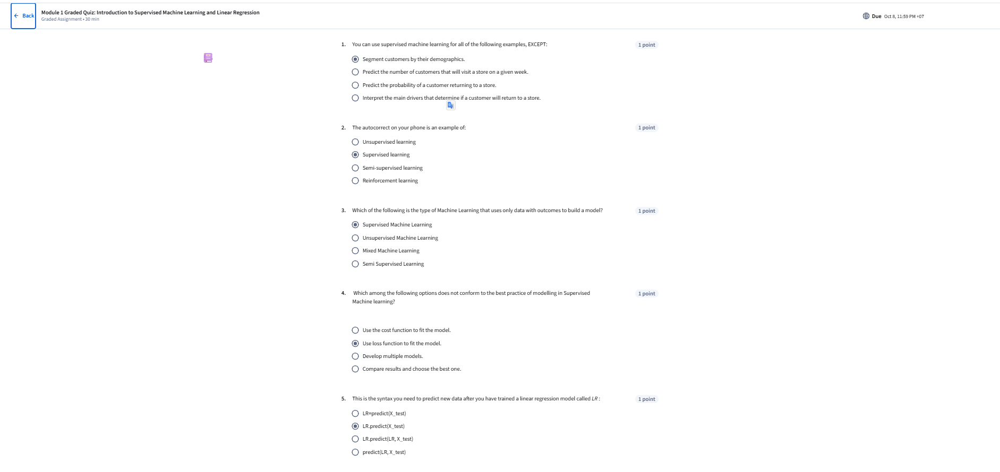 Back
Module 1 Graded Quiz: Introduction to Supervised Machine Learning and Linear Regression
Graded Assignment • 30 min
Due Oct 8, 11:59 PM +07
1. You can use supervised machine learning for all of the following examples, EXCEPT:
1 point
Segment customers by their demographics.
Predict the number of customers that will visit a store on a given week.
Predict the probability of a customer returning to a store.
Interpret the main drivers that determine if a customer will return to a store.
2. The autocorrect on your phone is an example of:
1 point
Unsupervised learning
Supervised learning
Semi-supervised learning
Reinforcement learning
3. Which of the following is the type of Machine Learning that uses only data with outcomes to build a model?
1 point
Supervised Machine Learning
Unsupervised Machine Learning
Mixed Machine Learning
Semi Supervised Learning
4. Which among the following options does not conform to the best practice of modelling in Supervised
Machine learning?
1 point
Use the cost function to fit the model.
Use loss function to fit the model.
Develop multiple models.
Compare results and choose the best one.
5. This is the syntax you need to predict new data after you have trained a linear regression model called LR :
1 point
LR=predict(X_test)
LR.predict(X_test)
LR.predict(LR, X_test)
predict(LR, X_test)